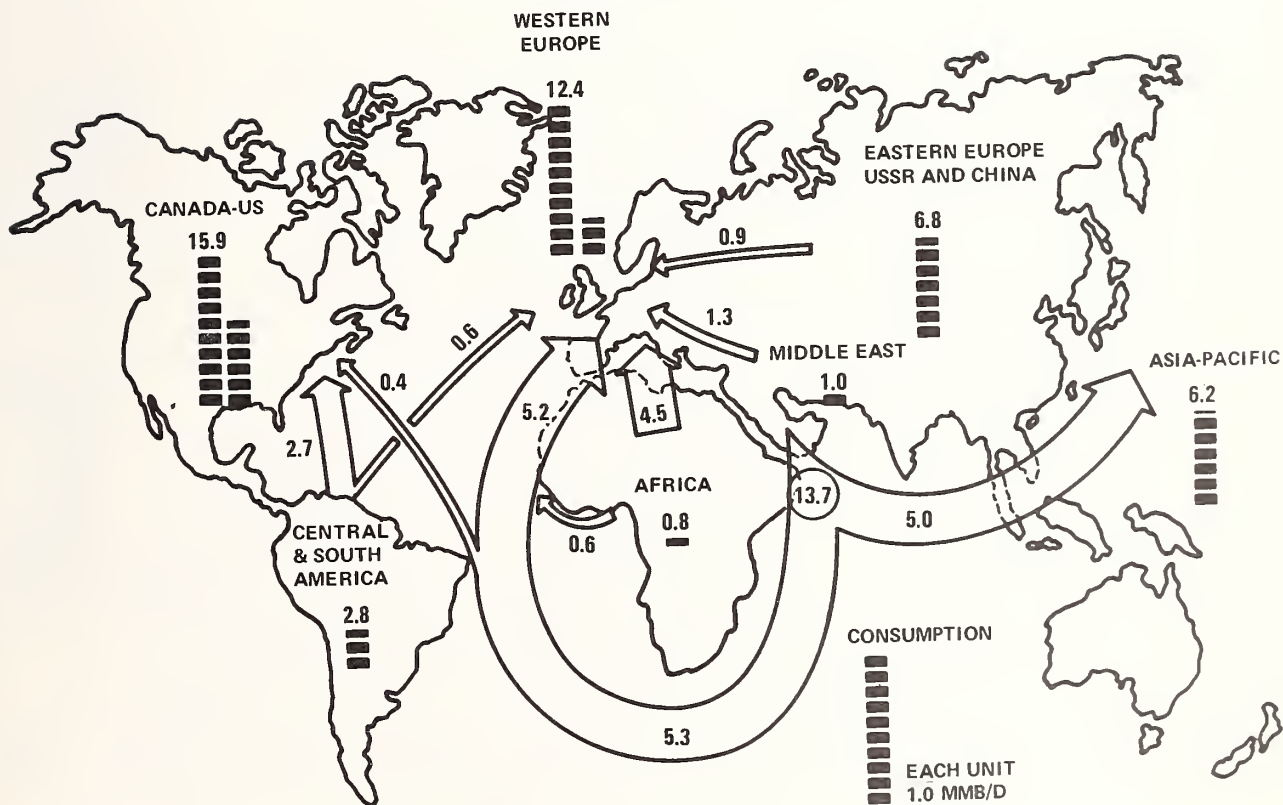 WESTERN
EUROPE
12.4
EASTERN EUROPE
USSR AND CHINA
6.8
CANADA-US
15.9
0.9
0.6
1.3
MIDDLE EAST
1.0
ASIA-PACIFIC
6.2
0.4
5.2
4.5
2.7
AFRICA
0.8
13.7
5.0
0.6
CENTRAL
& SOUTH
AMERICA
2.8
5.3
CONSUMPTION
EACH UNIT
1.0 MMB/D